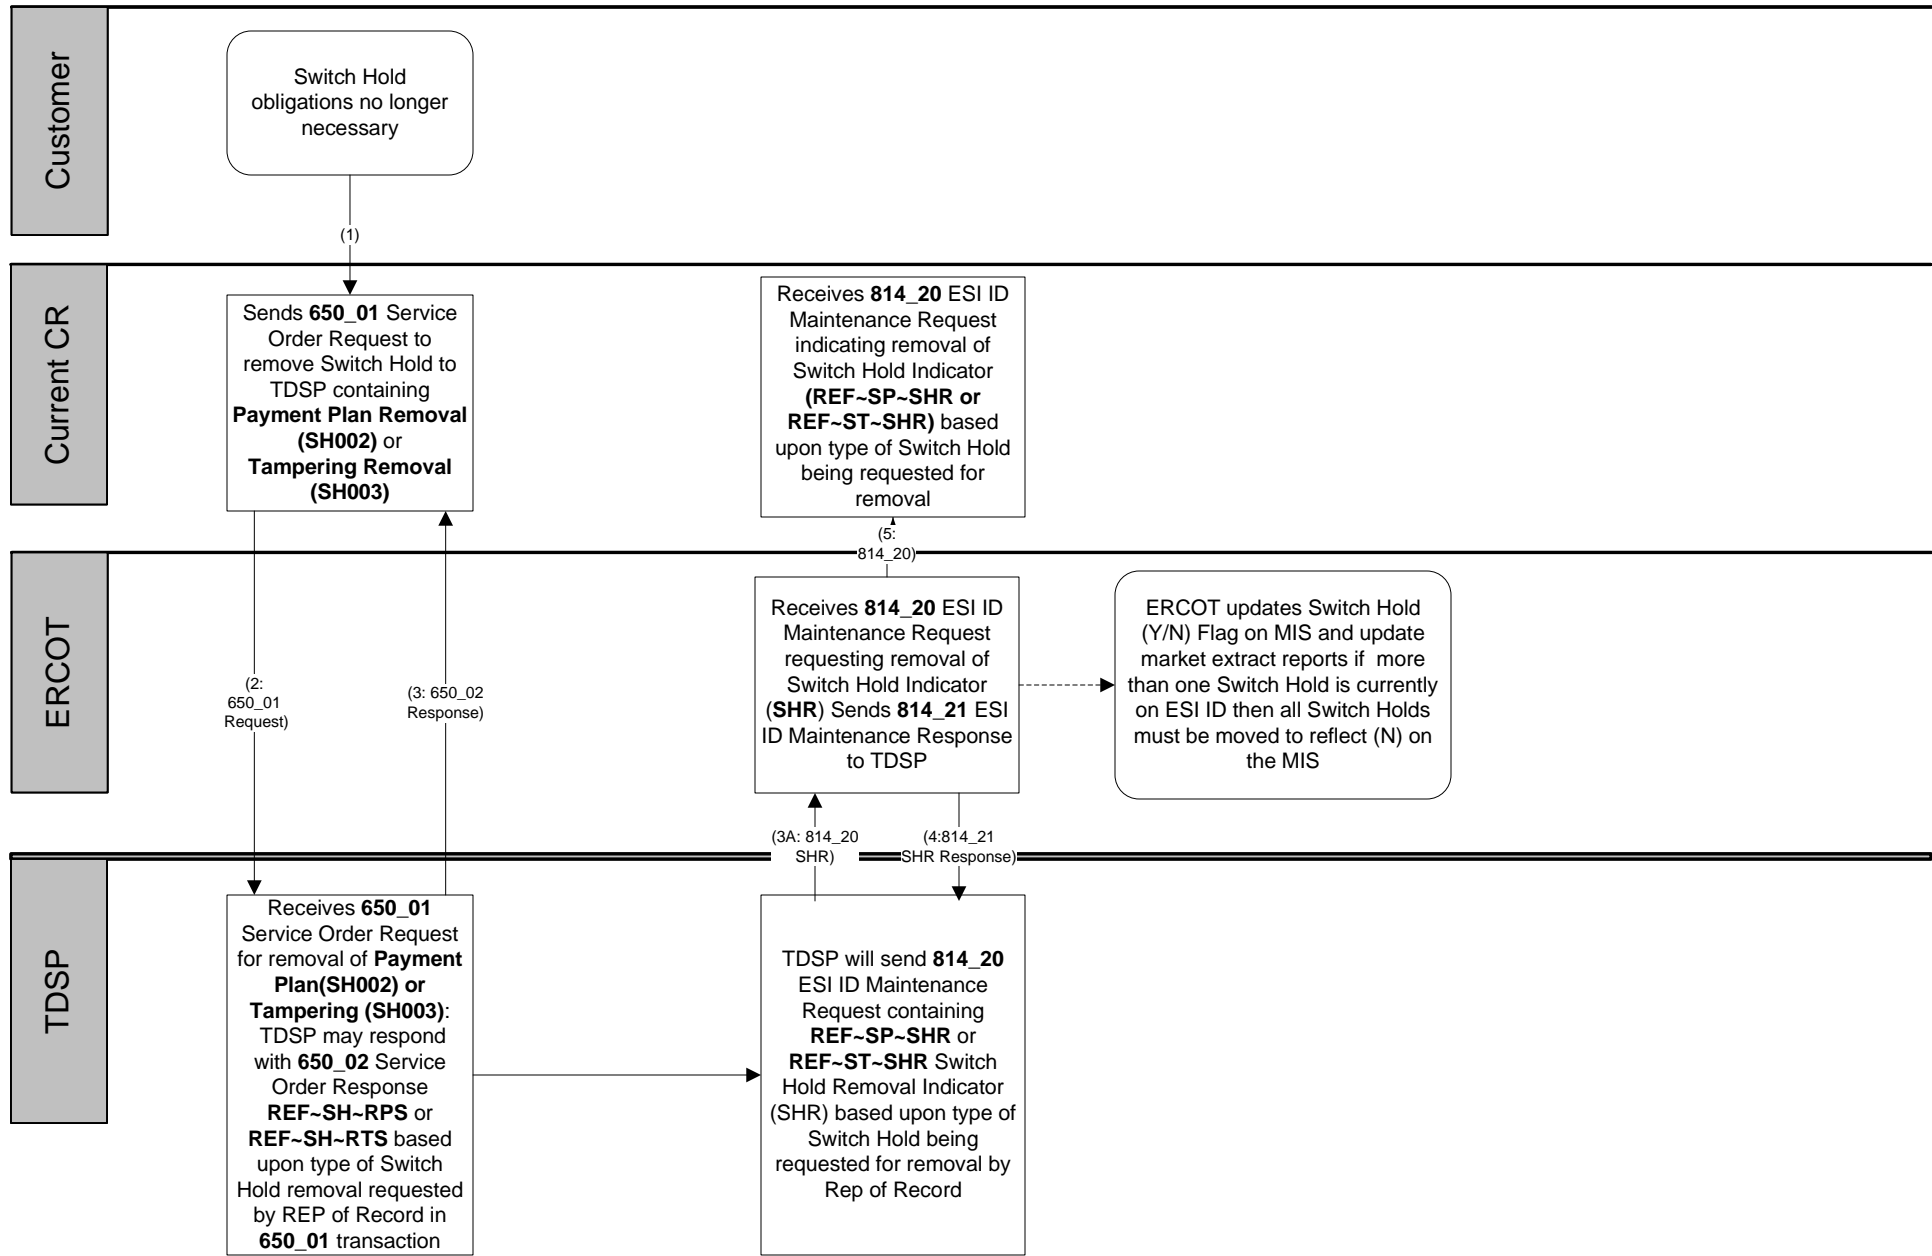 Customer
Switch Hold
obligations no longer
necessary
(1)
Current CR
Sends 650_01 Service
Order Request to
remove Switch Hold to
TDSP containing
Payment Plan Removal
(SH002) or
Tampering Removal
(SH003)
Receives 814_20 ESI ID
Maintenance Request
indicating removal of
Switch Hold Indicator
(REF~SP~SHR or
REF~ST~SHR) based
upon type of Switch Hold
being requested for
removal
(5:
814_20)
ERCOT
(2:
650_01
Request)
(3: 650_02
Response)
Receives 814_20 ESI ID
Maintenance Request
requesting removal of
Switch Hold Indicator
(SHR) Sends 814_21 ESI
ID Maintenance Response
to TDSP
ERCOT updates Switch Hold
(Y/N) Flag on MIS and update
market extract reports if  more
than one Switch Hold is currently
on ESI ID then all Switch Holds
must be moved to reflect (N) on
the MIS
(3A: 814_20
SHR)
(4:814_21
SHR Response)
TDSP
Receives 650_01
Service Order Request
for removal of Payment
Plan(SH002) or
Tampering (SH003):
TDSP may respond
with 650_02 Service
Order Response
REF~SH~RPS or
REF~SH~RTS based
upon type of Switch
Hold removal requested
by REP of Record in
650_01 transaction
TDSP will send 814_20
ESI ID Maintenance
Request containing
REF~SP~SHR or
REF~ST~SHR Switch
Hold Removal Indicator
(SHR) based upon type of
Switch Hold being
requested for removal by
Rep of Record